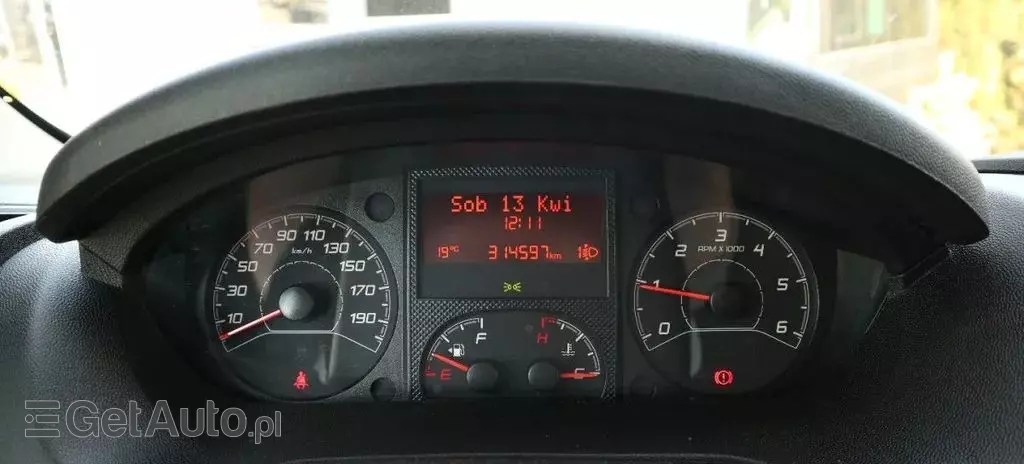 Sob 13 Kwi
12:11
19°C 314597km
10 30 50 70 90 110 130 150 170 190
km/h
0 1 2 3 4 5 6
RPM X 1000
F
E
H
C
GetAuto.pl